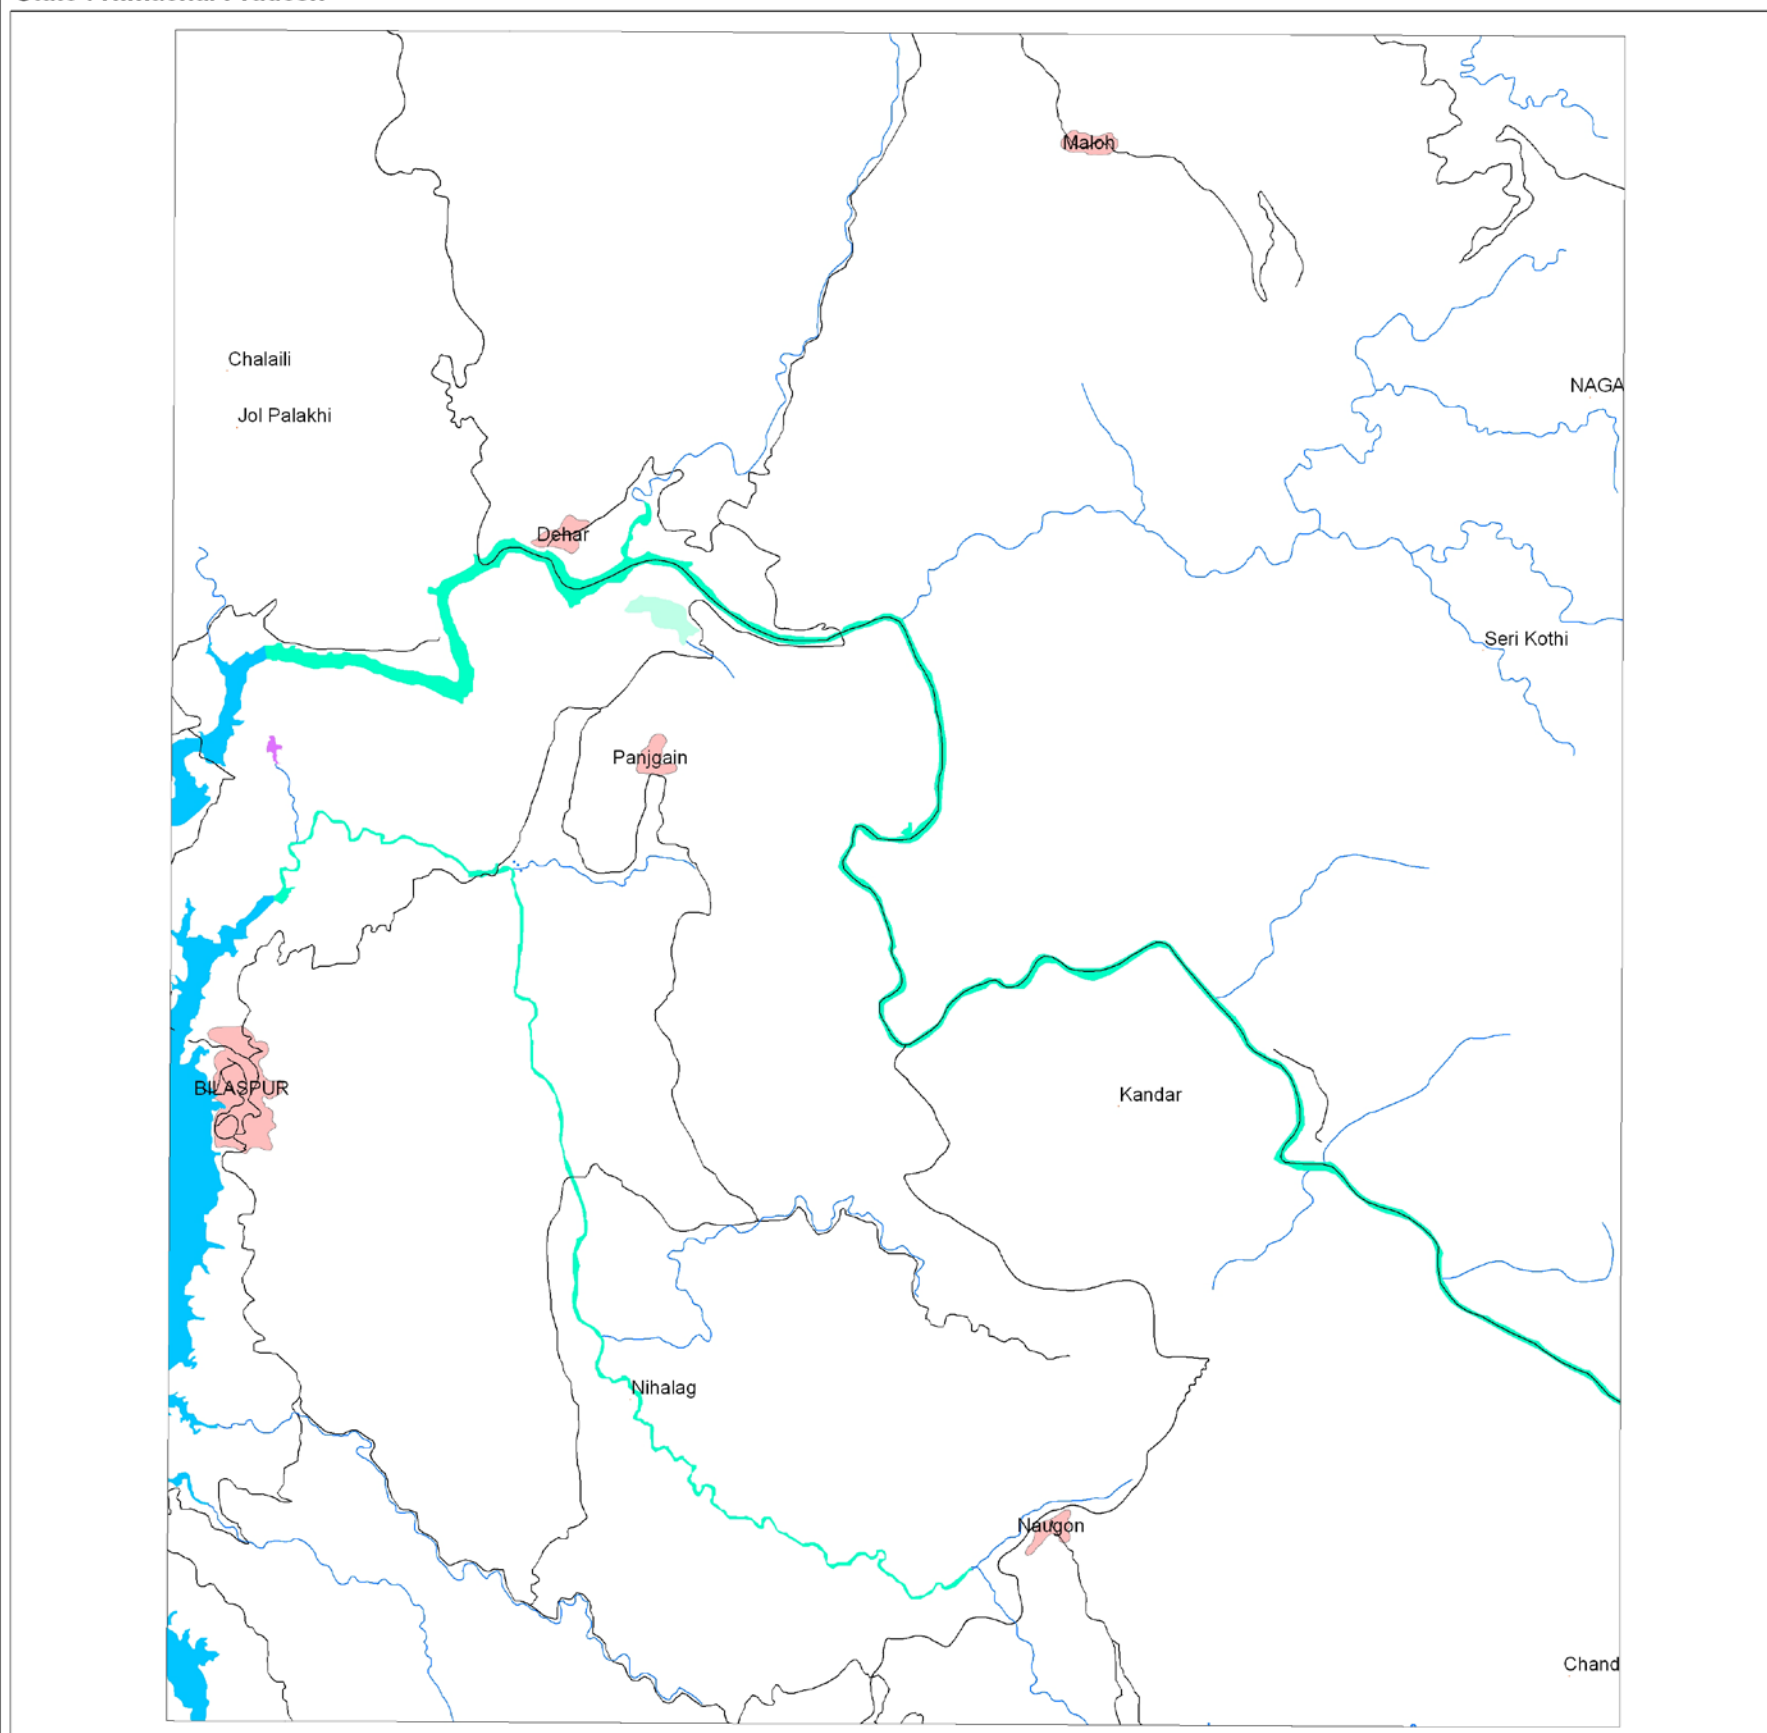 Maloh
Chalaili
NAGA
Jol Palakhi
Dehar
Seri Kothi
Panjgain
BILASPUR
Kandar
Nihalag
Naugon
Chand